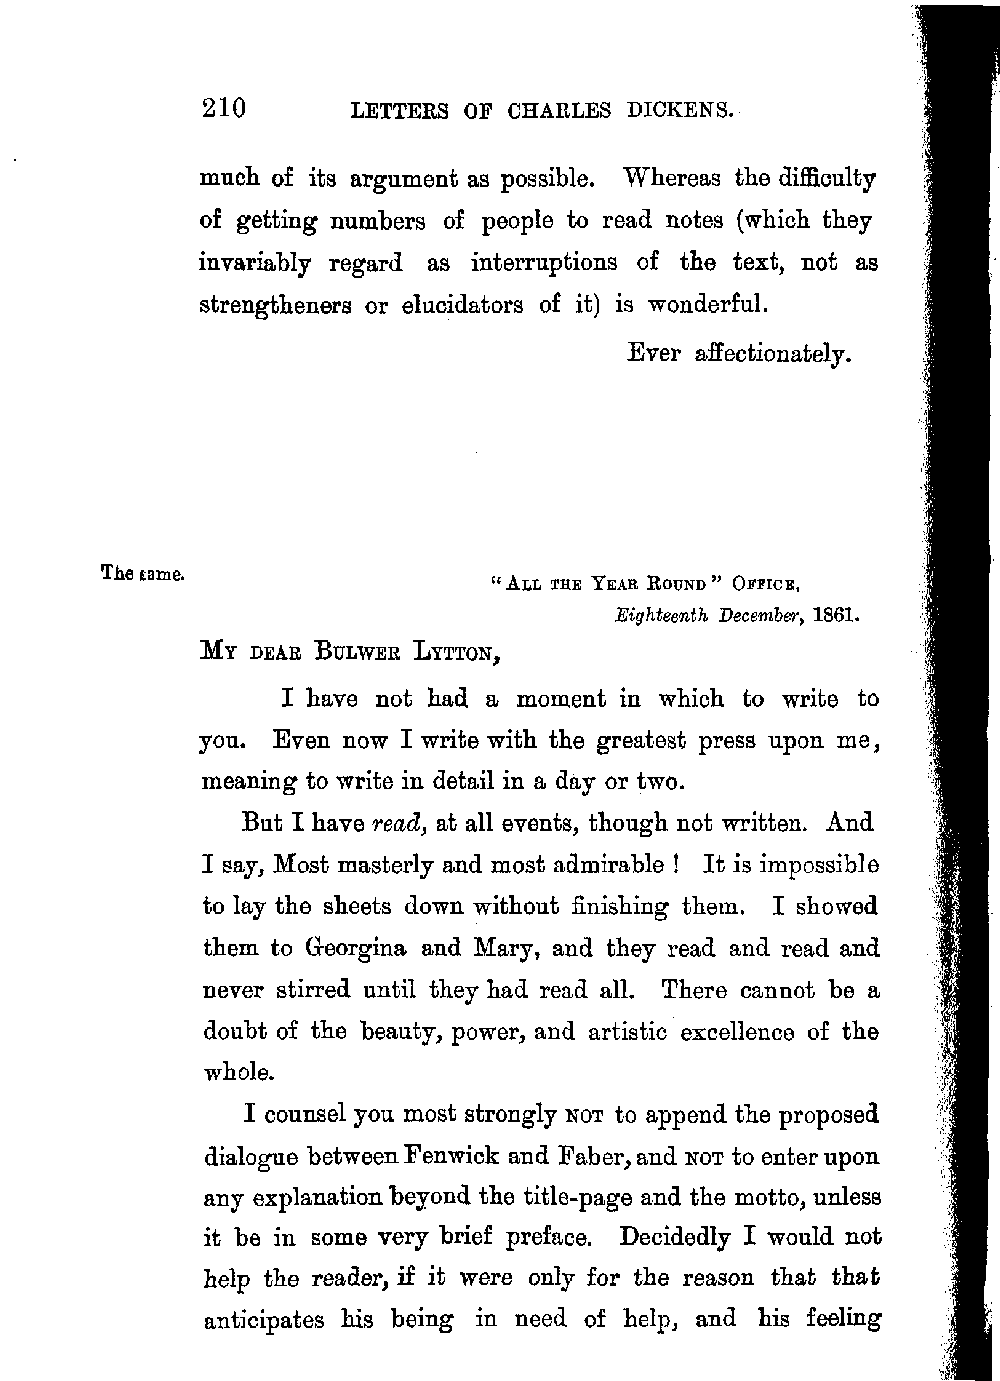 210 LETTERS OF CHARLES DICKENS.
much of its argument as possible. Whereas the difficulty
of getting numbers of people to read notes (which they
invariably regard as interruptions of the text, not as
strengtheners or elucidators of it) is wonderful.
Ever affectionately.
The same.
“ALL THE YEAR ROUND” OFFICE,
Eighteenth December, 1861.
MY DEAR BULWER LYTTON,
I have not had a moment in which to write to
you. Even now I write with the greatest press upon me,
meaning to write in detail in a day or two.
But I have read, at all events, though not written. And
I say, Most masterly and most admirable! It is impossible
to lay the sheets down without finishing them. I showed
them to Georgina and Mary, and they read and read and
never stirred until they had read all. There cannot be a
doubt of the beauty, power, and artistic excellence of the
whole.
I counsel you most strongly NOT to append the proposed
dialogue between Fenwick and Faber, and NOT to enter upon
any explanation beyond the title-page and the motto, unless
it be in some very brief preface. Decidedly I would not
help the reader, if it were only for the reason that that
anticipates his being in need of help, and his feeling